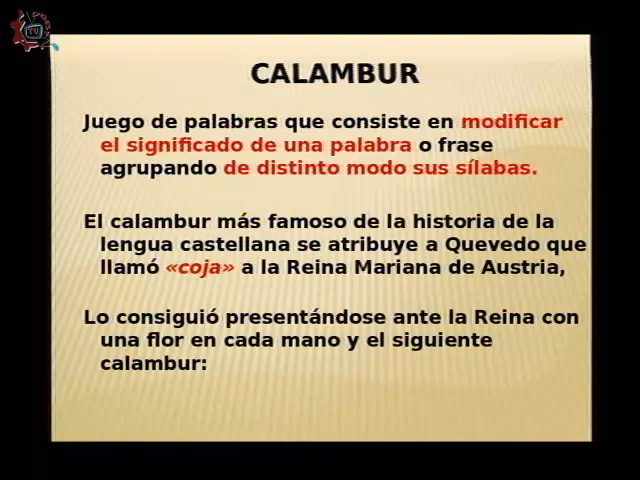 TV
CALAMBUR
Juego de palabras que consiste en modificar
el significado de una palabra o frase
agrupando de distinto modo sus sílabas.
El calambur más famoso de la historia de la
lengua castellana se atribuye a Quevedo que
llamó «coja» a la Reina Mariana de Austria,
Lo consiguió presentándose ante la Reina con
una flor en cada mano y el siguiente
calambur: